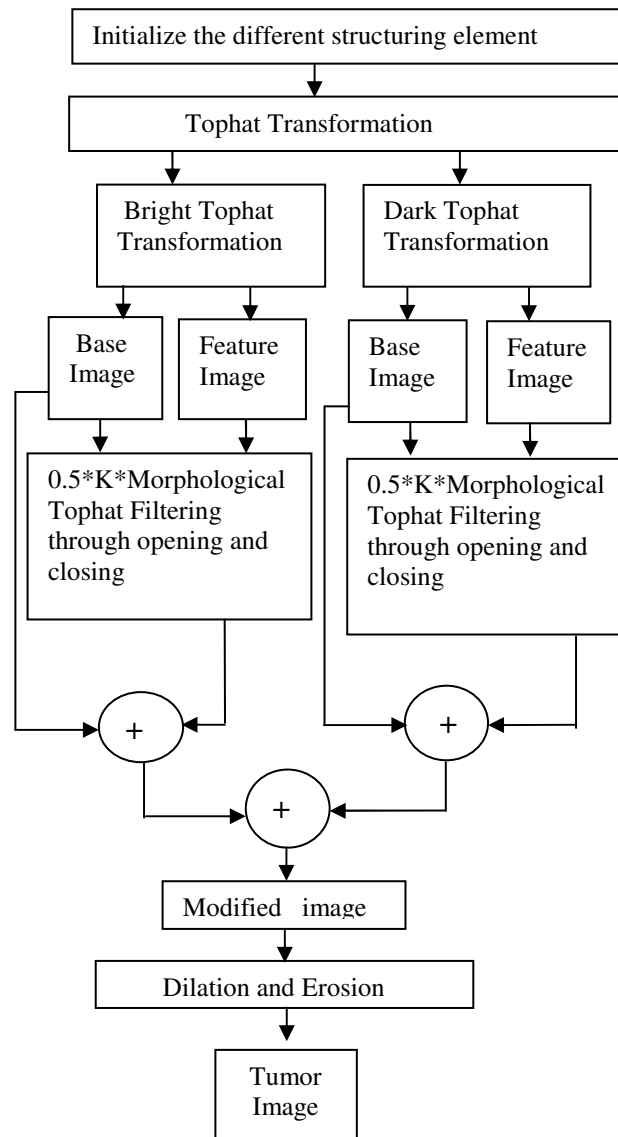 Initialize the different structuring element
Tophat Transformation
Bright Tophat
Transformation
Dark Tophat
Transformation
Base
Image
Feature
Image
Base
Image
Feature
Image
0.5*K*Morphological
Tophat Filtering
through opening and
closing
0.5*K*Morphological
Tophat Filtering
through opening and
closing
+
+
+
Modified image
Dilation and Erosion
Tumor
Image